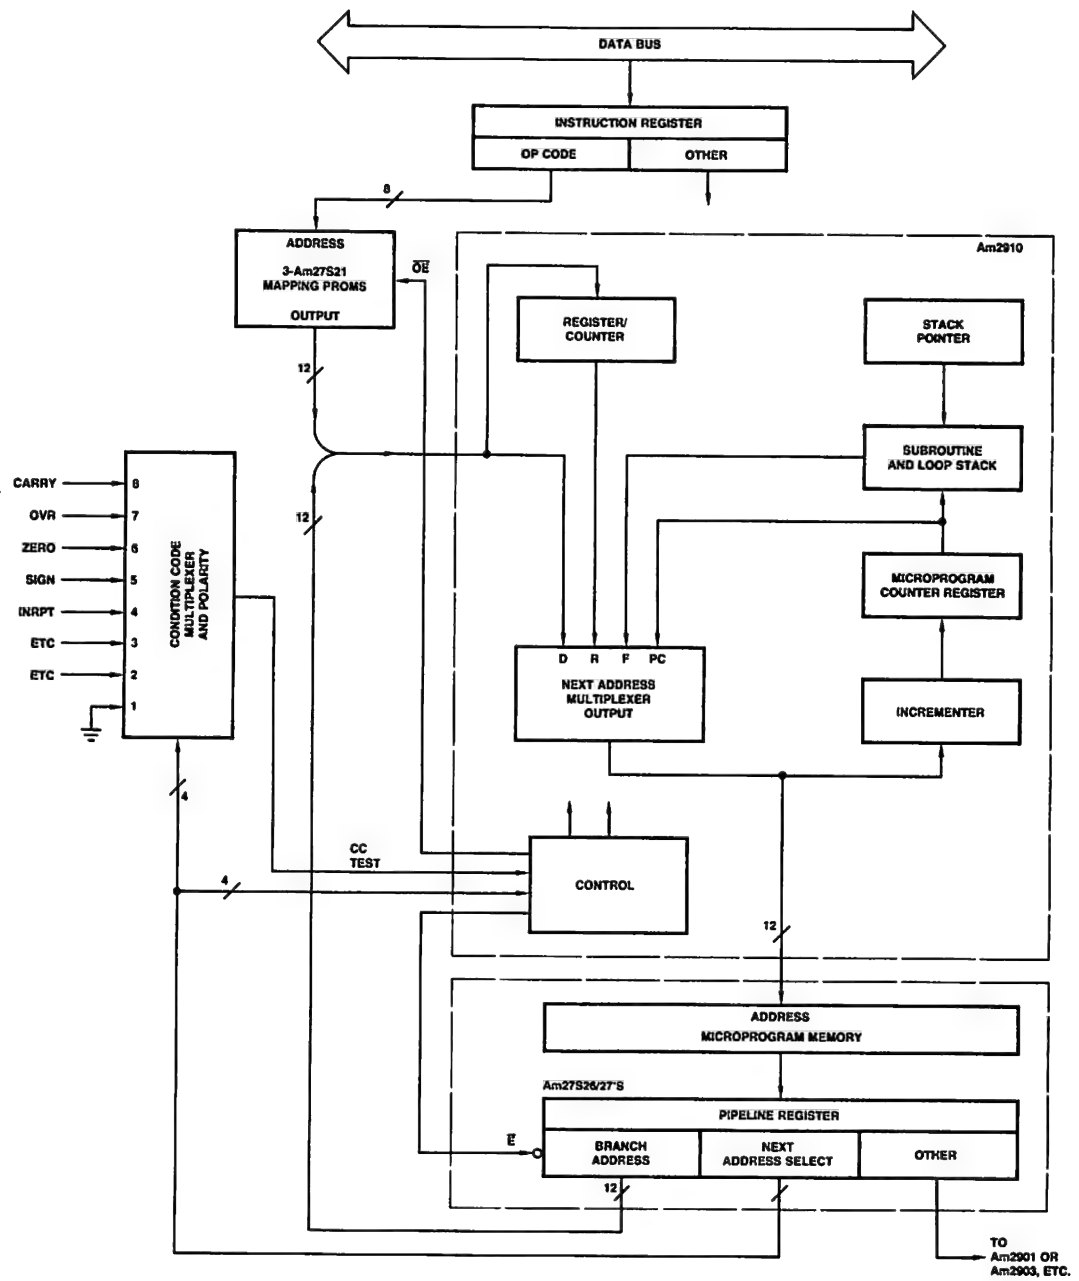 DATA BUS
INSTRUCTION REGISTER
OP CODE
OTHER
8
ADDRESS
3-Am27S21
MAPPING PROMS
OUTPUT
OE
Am2910
REGISTER/
COUNTER
STACK
POINTER
12
SUBROUTINE
AND LOOP STACK
CARRY
8
OVR
7
ZERO
6
SIGN
5
INRPT
4
ETC
3
ETC
2
1
CONDITION CODE
MULTIPLEXER
AND POLARITY
12
MICROPROGRAM
COUNTER REGISTER
D R F PC
NEXT ADDRESS
MULTIPLEXER
OUTPUT
INCREMENTER
4
CC
TEST
4
CONTROL
12
ADDRESS
MICROPROGRAM MEMORY
Am27S26/27'S
PIPELINE REGISTER
E
BRANCH
ADDRESS
NEXT
ADDRESS SELECT
OTHER
12
TO
Am2901 OR
Am2903, ETC.